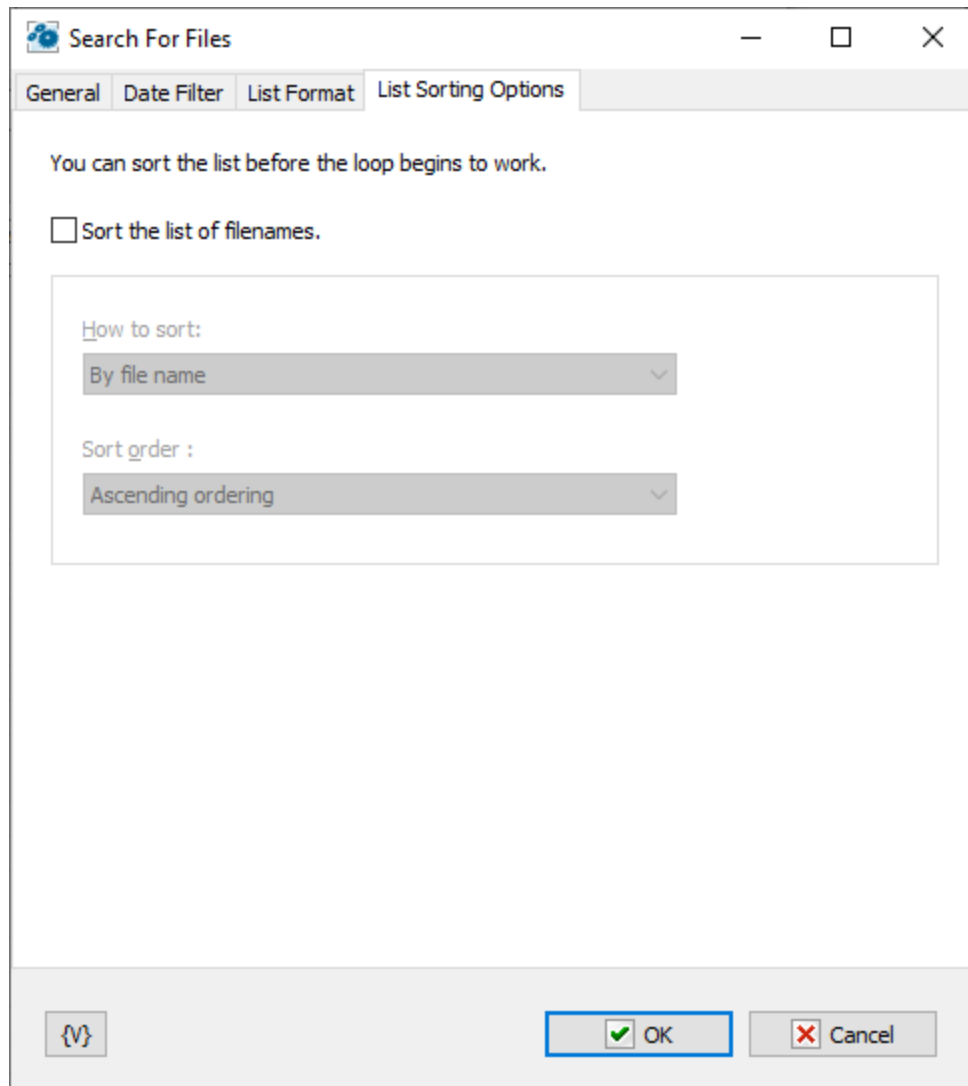 Search For Files
General Date Filter List Format List Sorting Options
You can sort the list before the loop begins to work.
Sort the list of filenames.
How to sort:
By file name
Sort order :
Ascending ordering
{V} OK Cancel